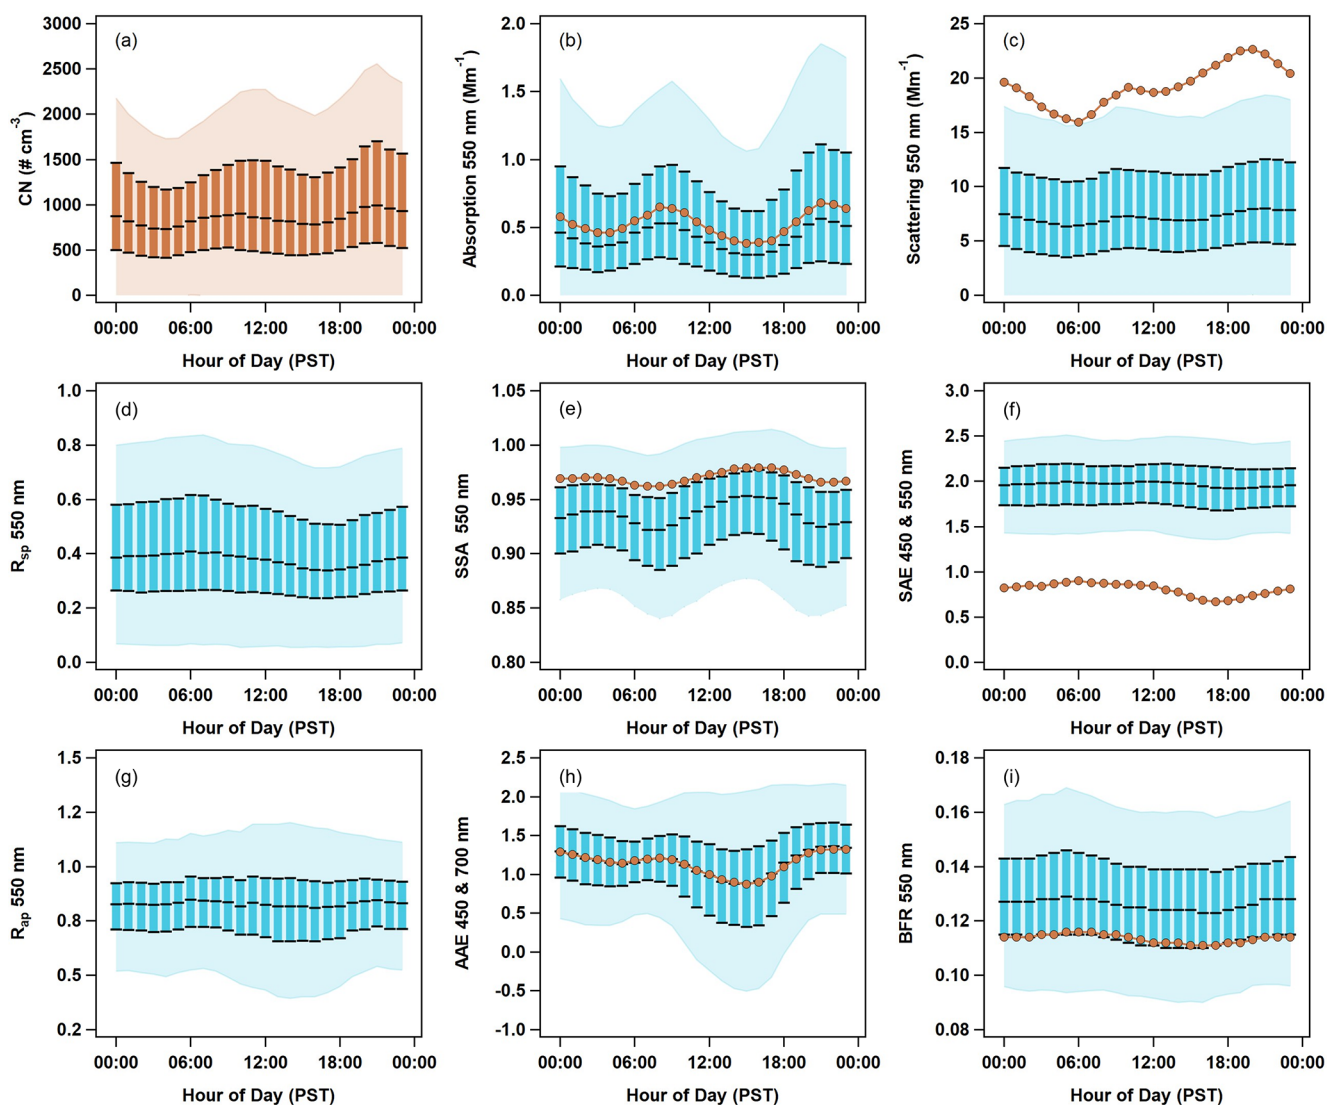 (a)
CN (# cm⁻³)
3000
2500
2000
1500
1000
500
0
00:00 06:00 12:00 18:00 00:00
Hour of Day (PST)
(b)
Absorption 550 nm (Mm⁻¹)
2.0
1.5
1.0
0.5
0.0
00:00 06:00 12:00 18:00 00:00
Hour of Day (PST)
(c)
Scattering 550 nm (Mm⁻¹)
25
20
15
10
5
0
00:00 06:00 12:00 18:00 00:00
Hour of Day (PST)
(d)
Rsp 550 nm
1.0
0.8
0.6
0.4
0.2
0.0
00:00 06:00 12:00 18:00 00:00
Hour of Day (PST)
(e)
SSA 550 nm
1.05
1.00
0.95
0.90
0.85
0.80
00:00 06:00 12:00 18:00 00:00
Hour of Day (PST)
(f)
SAE 450 & 550 nm
3.0
2.5
2.0
1.5
1.0
0.5
0.0
00:00 06:00 12:00 18:00 00:00
Hour of Day (PST)
(g)
Rap 550 nm
1.5
1.2
1.0
0.8
0.5
0.2
00:00 06:00 12:00 18:00 00:00
Hour of Day (PST)
(h)
AAE 450 & 700 nm
2.5
2.0
1.5
1.0
0.5
0.0
-0.5
-1.0
00:00 06:00 12:00 18:00 00:00
Hour of Day (PST)
(i)
BFR 550 nm
0.18
0.16
0.14
0.12
0.10
0.08
00:00 06:00 12:00 18:00 00:00
Hour of Day (PST)